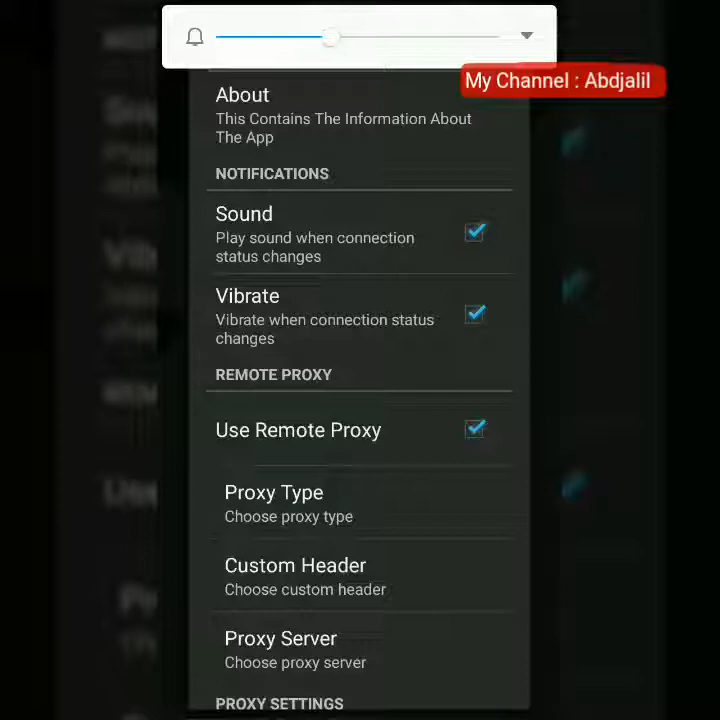 My Channel : Abdjalil
About
This Contains The Information About
The App
NOTIFICATIONS
Sound
Play sound when connection
status changes
Vibrate
Vibrate when connection status
changes
REMOTE PROXY
Use Remote Proxy
Proxy Type
Choose proxy type
Custom Header
Choose custom header
Proxy Server
Choose proxy server
PROXY SETTINGS